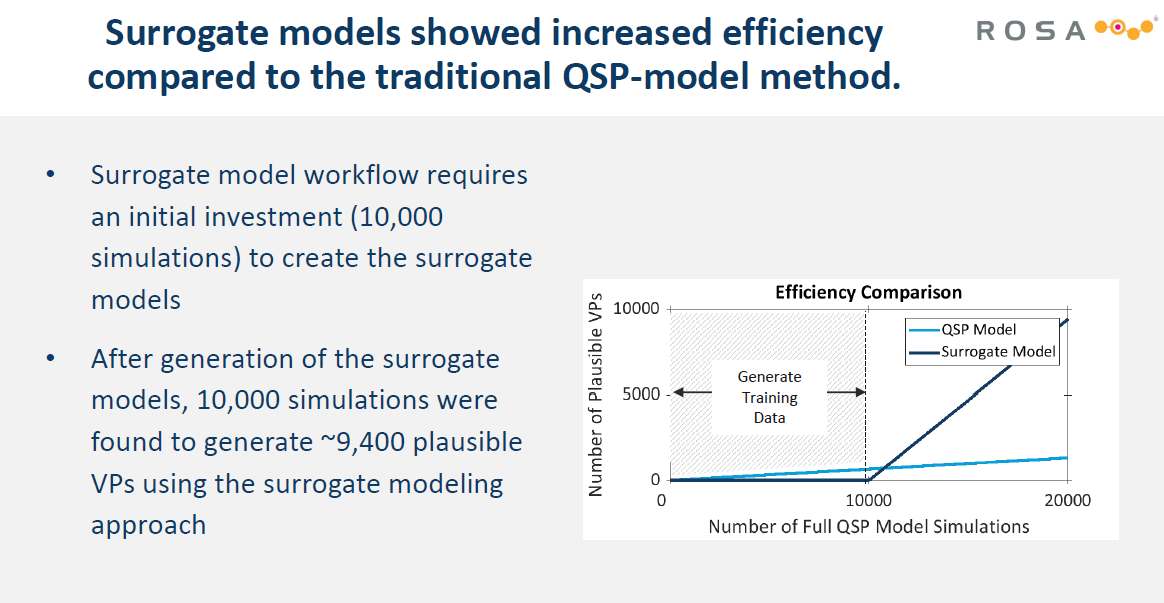 Surrogate models showed increased efficiency
compared to the traditional QSP-model method.
ROSA
®
• Surrogate model workflow requires
an initial investment (10,000
simulations) to create the surrogate
models
• After generation of the surrogate
models, 10,000 simulations were
found to generate ~9,400 plausible
VPs using the surrogate modeling
approach
Efficiency Comparison
Number of Plausible VPs
10000
5000
0
QSP Model
Surrogate Model
Generate
Training
Data
0 10000 20000
Number of Full QSP Model Simulations